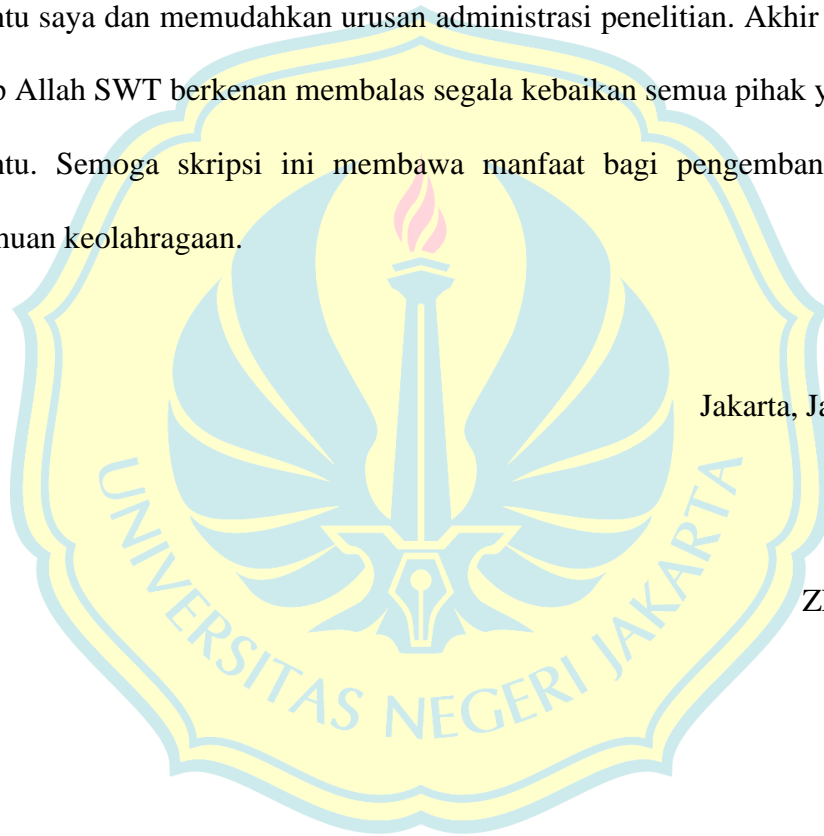 ntu saya dan memudahkan urusan administrasi penelitian. Akhir
Allah SWT berkenan membalas segala kebaikan semua pihak y
ntu. Semoga skripsi ini membawa manfaat bagi pengemban
huan keolahragaan.
Jakarta, Ja
UNIVERSITAS NEGERI JAKARTA